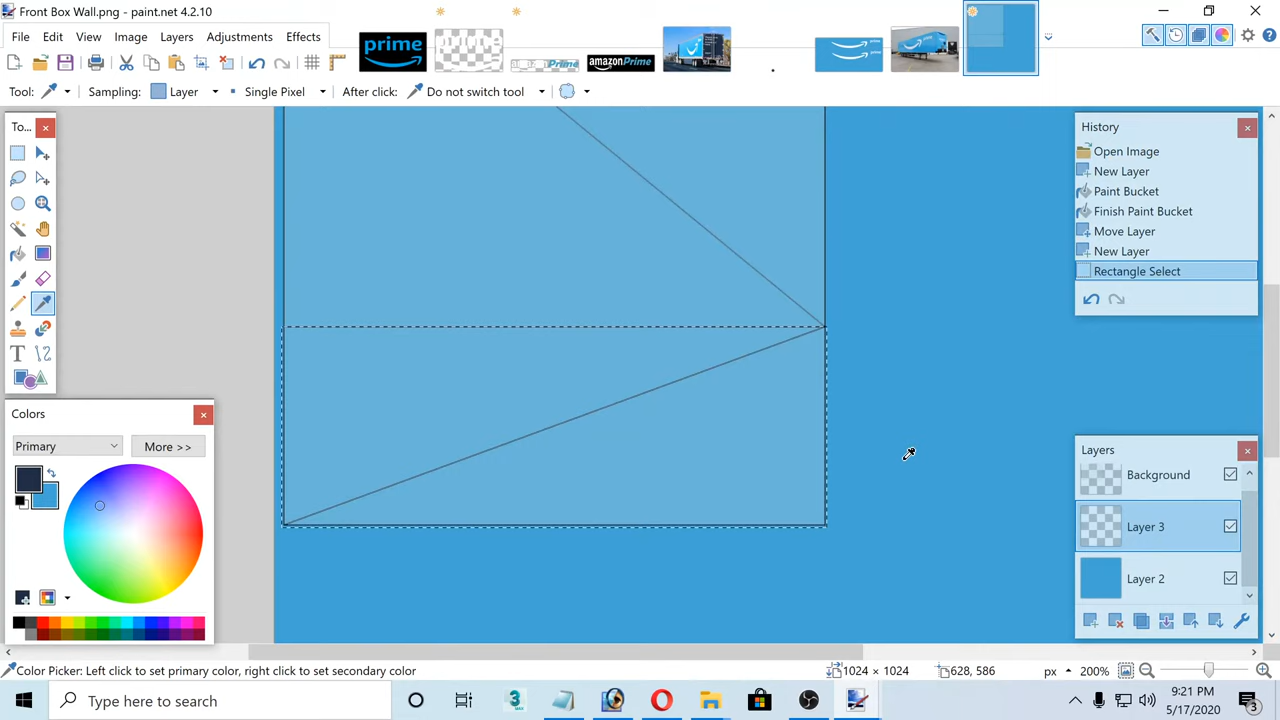 Front Box Wall.png - paint.net 4.2.10
File Edit View Image Layers Adjustments Effects
prime
prime
Prime
amazonPrime
Tool: Sampling: Layer Single Pixel After click: Do not switch tool
To...
History
Open Image
New Layer
Paint Bucket
Finish Paint Bucket
Move Layer
New Layer
Rectangle Select
Colors
Primary
More >>
Layers
Background
Layer 3
Layer 2
Color Picker: Left click to set primary color, right click to set secondary color
1024 × 1024
628, 586
px
200%
Type here to search
9:21 PM
5/17/2020
3